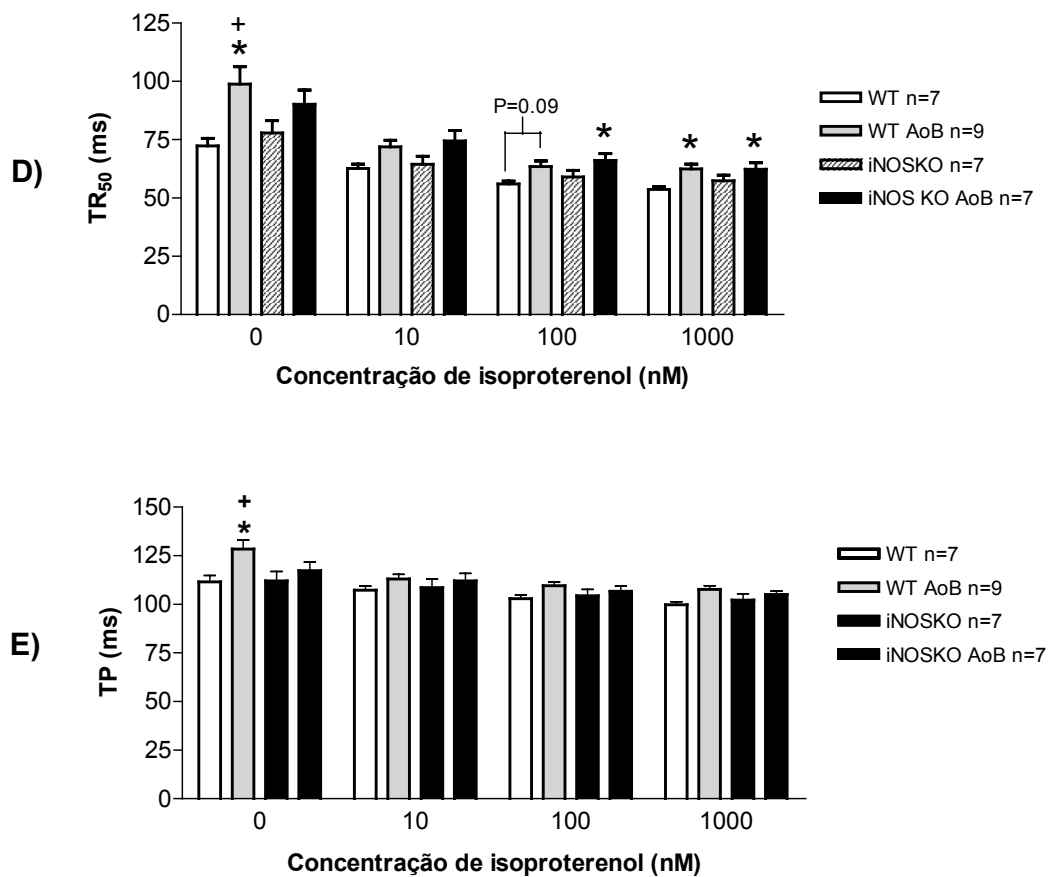 D)
TR50 (ms)
125
100
75
50
25
0
+
*
P=0.09
*
*
*
0 10 100 1000
Concentração de isoproterenol (nM)
WT n=7
WT AoB n=9
iNOSKO n=7
iNOS KO AoB n=7
E)
TP (ms)
150
125
100
75
50
25
0
+
*
0 10 100 1000
Concentração de isoproterenol (nM)
WT n=7
WT AoB n=9
iNOSKO n=7
iNOSKO AoB n=7